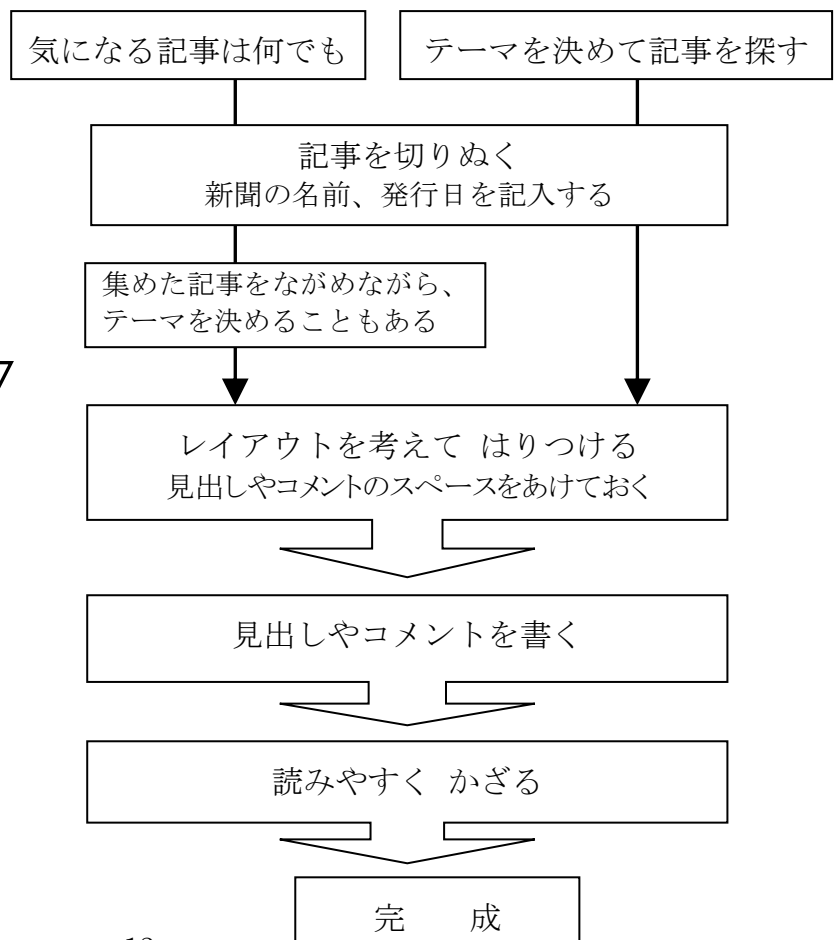 気になる記事は何でも
テーマを決めて記事を探す
記事を切りぬく
新聞の名前、発行日を記入する
集めた記事をながめながら、
テーマを決めることもある
レイアウトを考えて はりつける
見出しやコメントのスペースをあけておく
見出しやコメントを書く
読みやすく かざる
完 成